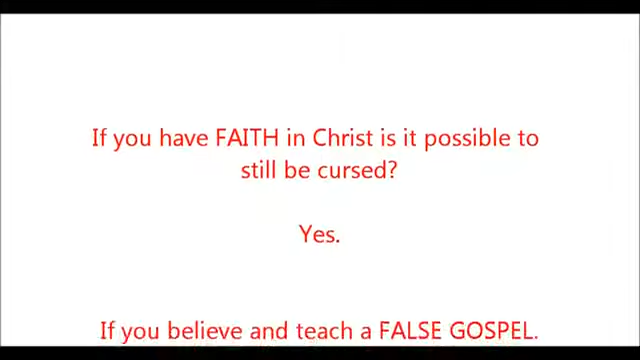 If you have FAITH in Christ is it possible to
still be cursed?
Yes.
If you believe and teach a FALSE GOSPEL.